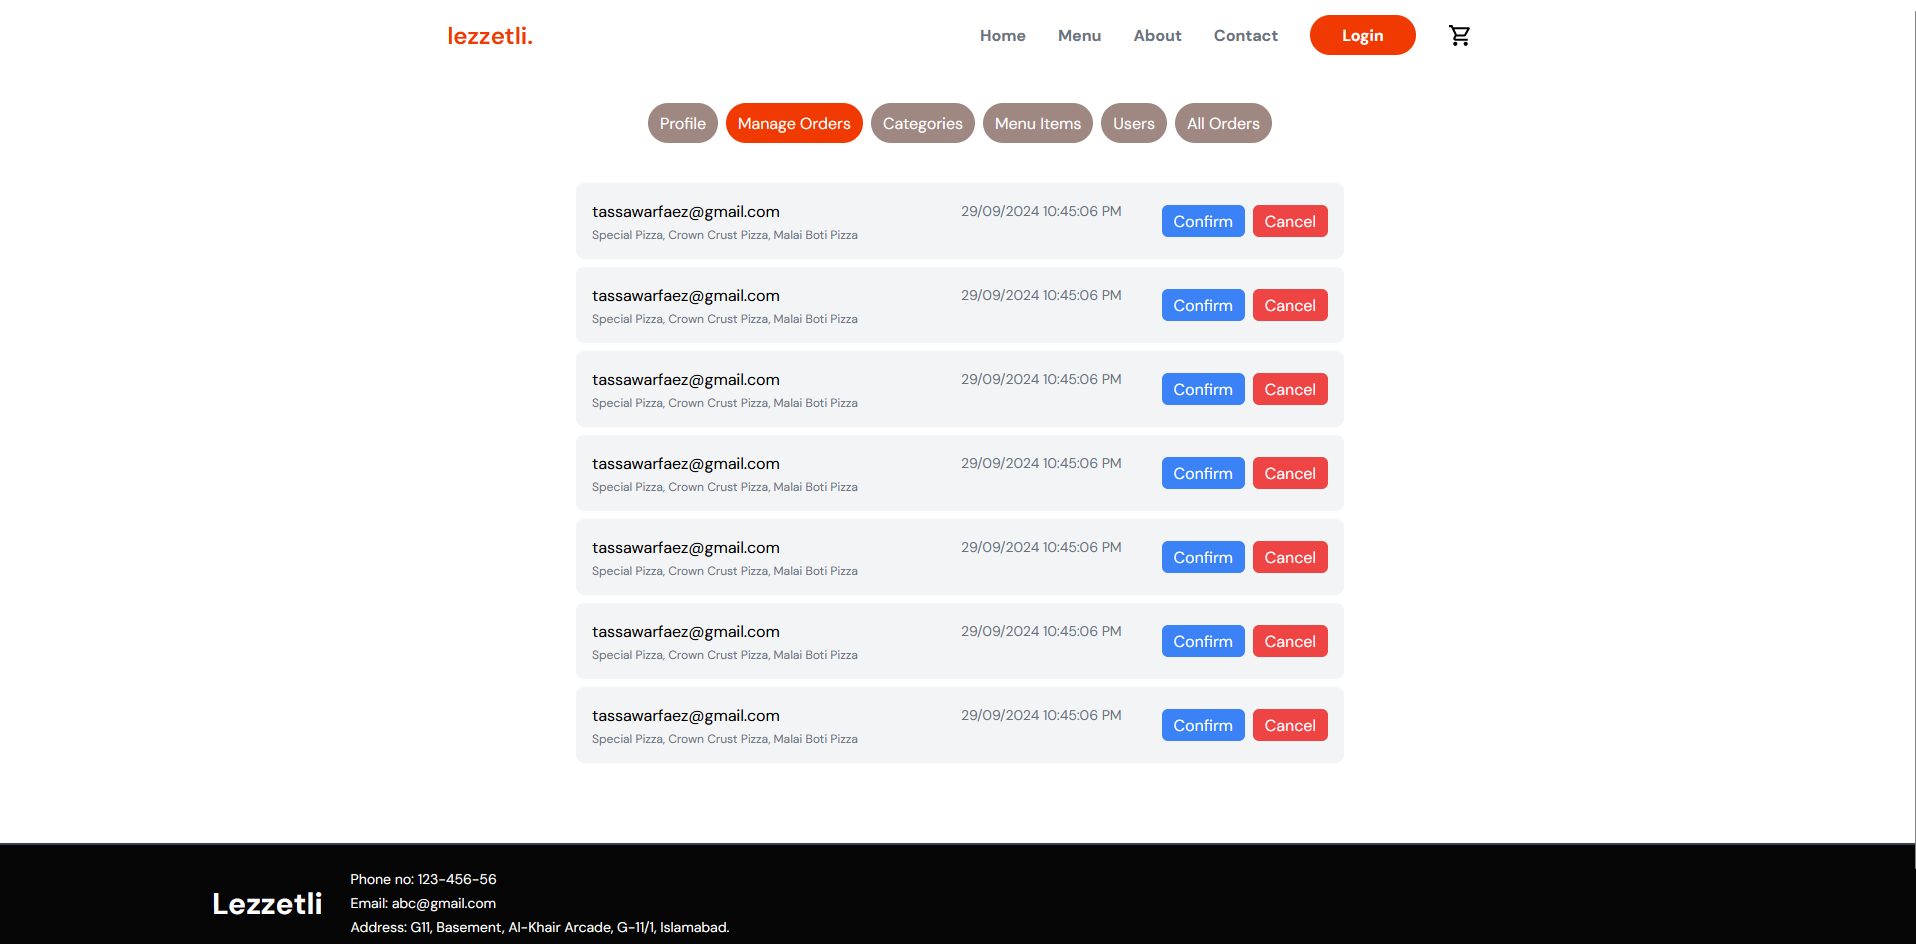 lezzetli.
Home Menu About Contact Login
Profile Manage Orders Categories Menu Items Users All Orders
tassawarfaez@gmail.com 29/09/2024 10:45:06 PM Confirm Cancel
Special Pizza, Crown Crust Pizza, Malai Boti Pizza
tassawarfaez@gmail.com 29/09/2024 10:45:06 PM Confirm Cancel
Special Pizza, Crown Crust Pizza, Malai Boti Pizza
tassawarfaez@gmail.com 29/09/2024 10:45:06 PM Confirm Cancel
Special Pizza, Crown Crust Pizza, Malai Boti Pizza
tassawarfaez@gmail.com 29/09/2024 10:45:06 PM Confirm Cancel
Special Pizza, Crown Crust Pizza, Malai Boti Pizza
tassawarfaez@gmail.com 29/09/2024 10:45:06 PM Confirm Cancel
Special Pizza, Crown Crust Pizza, Malai Boti Pizza
tassawarfaez@gmail.com 29/09/2024 10:45:06 PM Confirm Cancel
Special Pizza, Crown Crust Pizza, Malai Boti Pizza
tassawarfaez@gmail.com 29/09/2024 10:45:06 PM Confirm Cancel
Special Pizza, Crown Crust Pizza, Malai Boti Pizza
Lezzetli
Phone no: 123-456-56
Email: abc@gmail.com
Address: G11, Basement, Al-Khair Arcade, G-11/1, Islamabad.